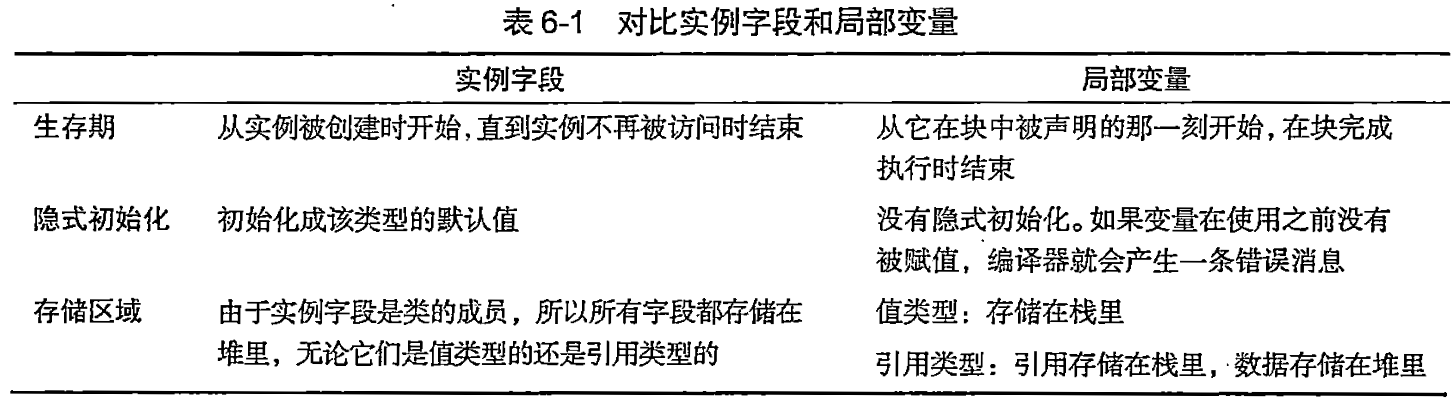 表 6-1 对比实例字段和局部变量
实例字段 局部变量
生存期 从实例被创建时开始，直到实例不再被访问时结束 从它在块中被声明的那一刻开始，在块完成
执行时结束
隐式初始化 初始化成该类型的默认值 没有隐式初始化。如果变量在使用之前没有
被赋值，编译器就会产生一条错误消息
存储区域 由于实例字段是类的成员，所以所有字段都存储在 值类型：存储在栈里
堆里，无论它们是值类型的还是引用类型的
引用类型：引用存储在栈里，数据存储在堆里